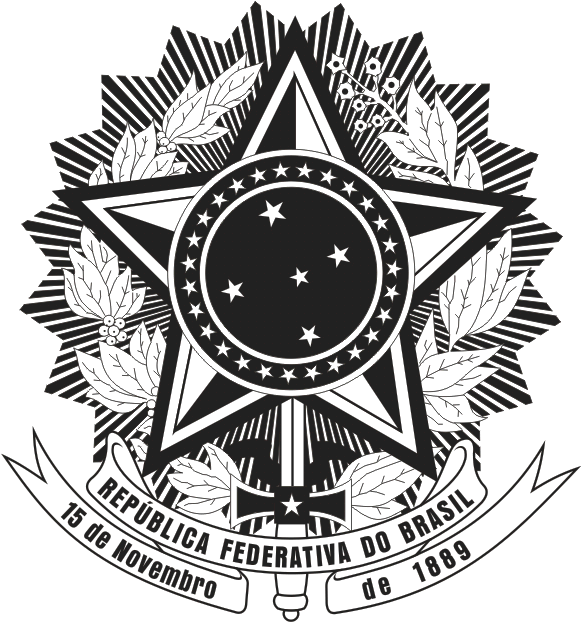 REPÚBLICA FEDERATIVA DO BRASIL
15 de Novembro de 1889